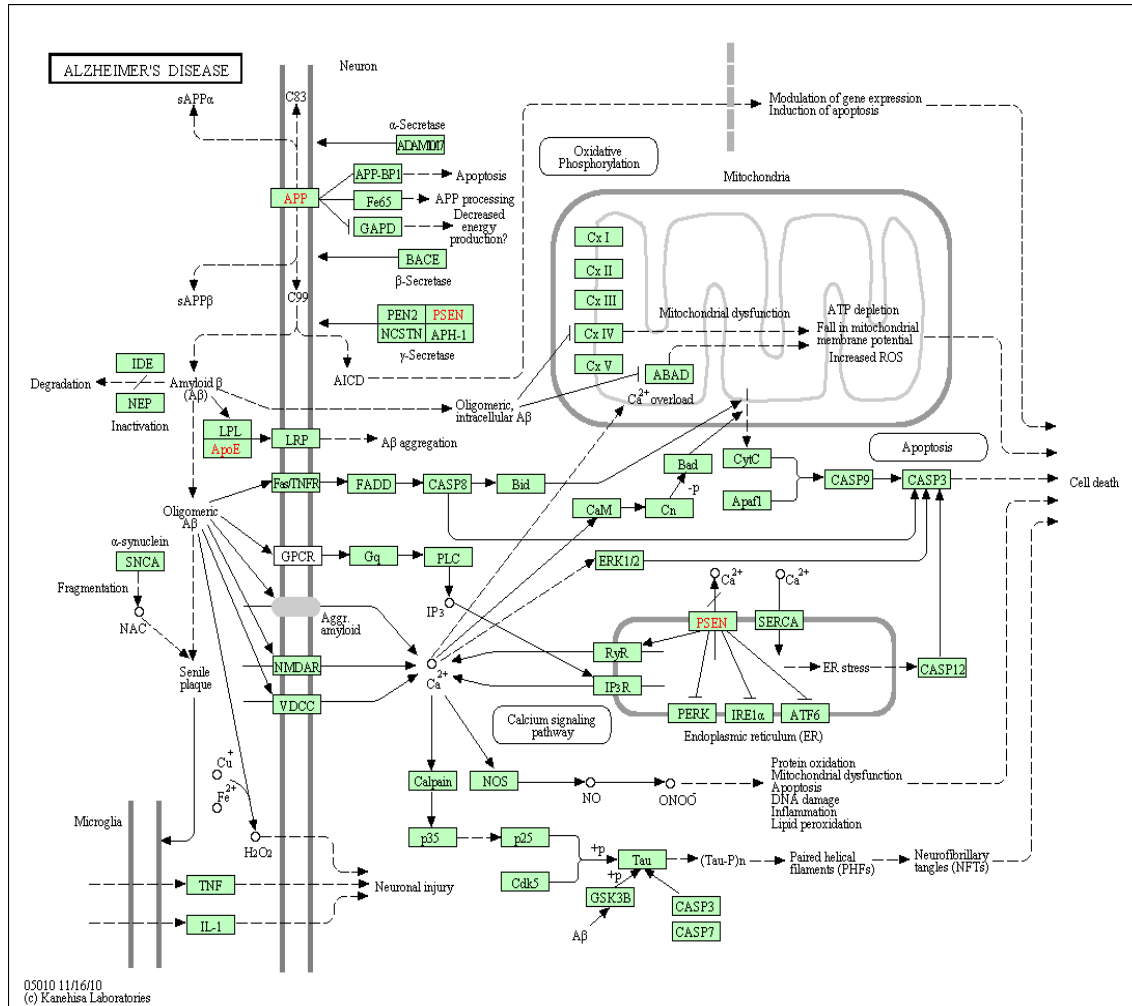 ALZHEIMER'S DISEASE
Neuron
sAPPα
C83
α-Secretase
ADAM10/17
APP
APP-BP1
Apoptosis
Fe65
APP processing
GAPD
Decreased
energy
production?
BACE
β-Secretase
sAPPβ
C99
PEN2
PSEN
NCSTN
APH-1
γ-Secretase
AICD
Modulation of gene expression
Induction of apoptosis
Oxidative
Phosphorylation
Mitochondria
Cx I
Cx II
Cx III
Cx IV
Cx V
Mitochondrial dysfunction
ATP depletion
Fall in mitochondrial
membrane potential
Increased ROS
ABAD
Ca2+ overload
IDE
Degradation
NEP
Inactivation
Amyloid β
(Aβ)
Oligomeric,
intracellular Aβ
LPL
ApoE
LRP
Aβ aggregation
Fas/TNFR
FADD
CASP8
Bid
Bad
-p
CaM
Cn
CytC
Apaf1
Apoptosis
CASP9
CASP3
Cell death
Oligomeric
Aβ
α-synuclein
SNCA
Fragmentation
NAC
Senile
plaque
GPCR
Gq
PLC
IP3
ERK1/2
Aggr.
amyloid
NMDAR
VDCC
Ca2+
Ca2+
Ca2+
PSEN
SERCA
RyR
IP3R
ER stress
CASP12
PERK
IRE1α
ATF6
Endoplasmic reticulum (ER)
Calcium signaling
pathway
Calpain
NOS
NO
ONOO-
Protein oxidation
Mitochondrial dysfunction
Apoptosis
DNA damage
Inflammation
Lipid peroxidation
Cu+
Fe2+
H2O2
Microglia
TNF
IL-1
Neuronal injury
p35
p25
Cdk5
+p
Tau
+p
GSK3B
Aβ
CASP3
CASP7
(Tau-P)n
Paired helical
filaments (PHFs)
Neurofibrillary
tangles (NFTs)
05010 11/16/10
(c) Kanehisa Laboratories